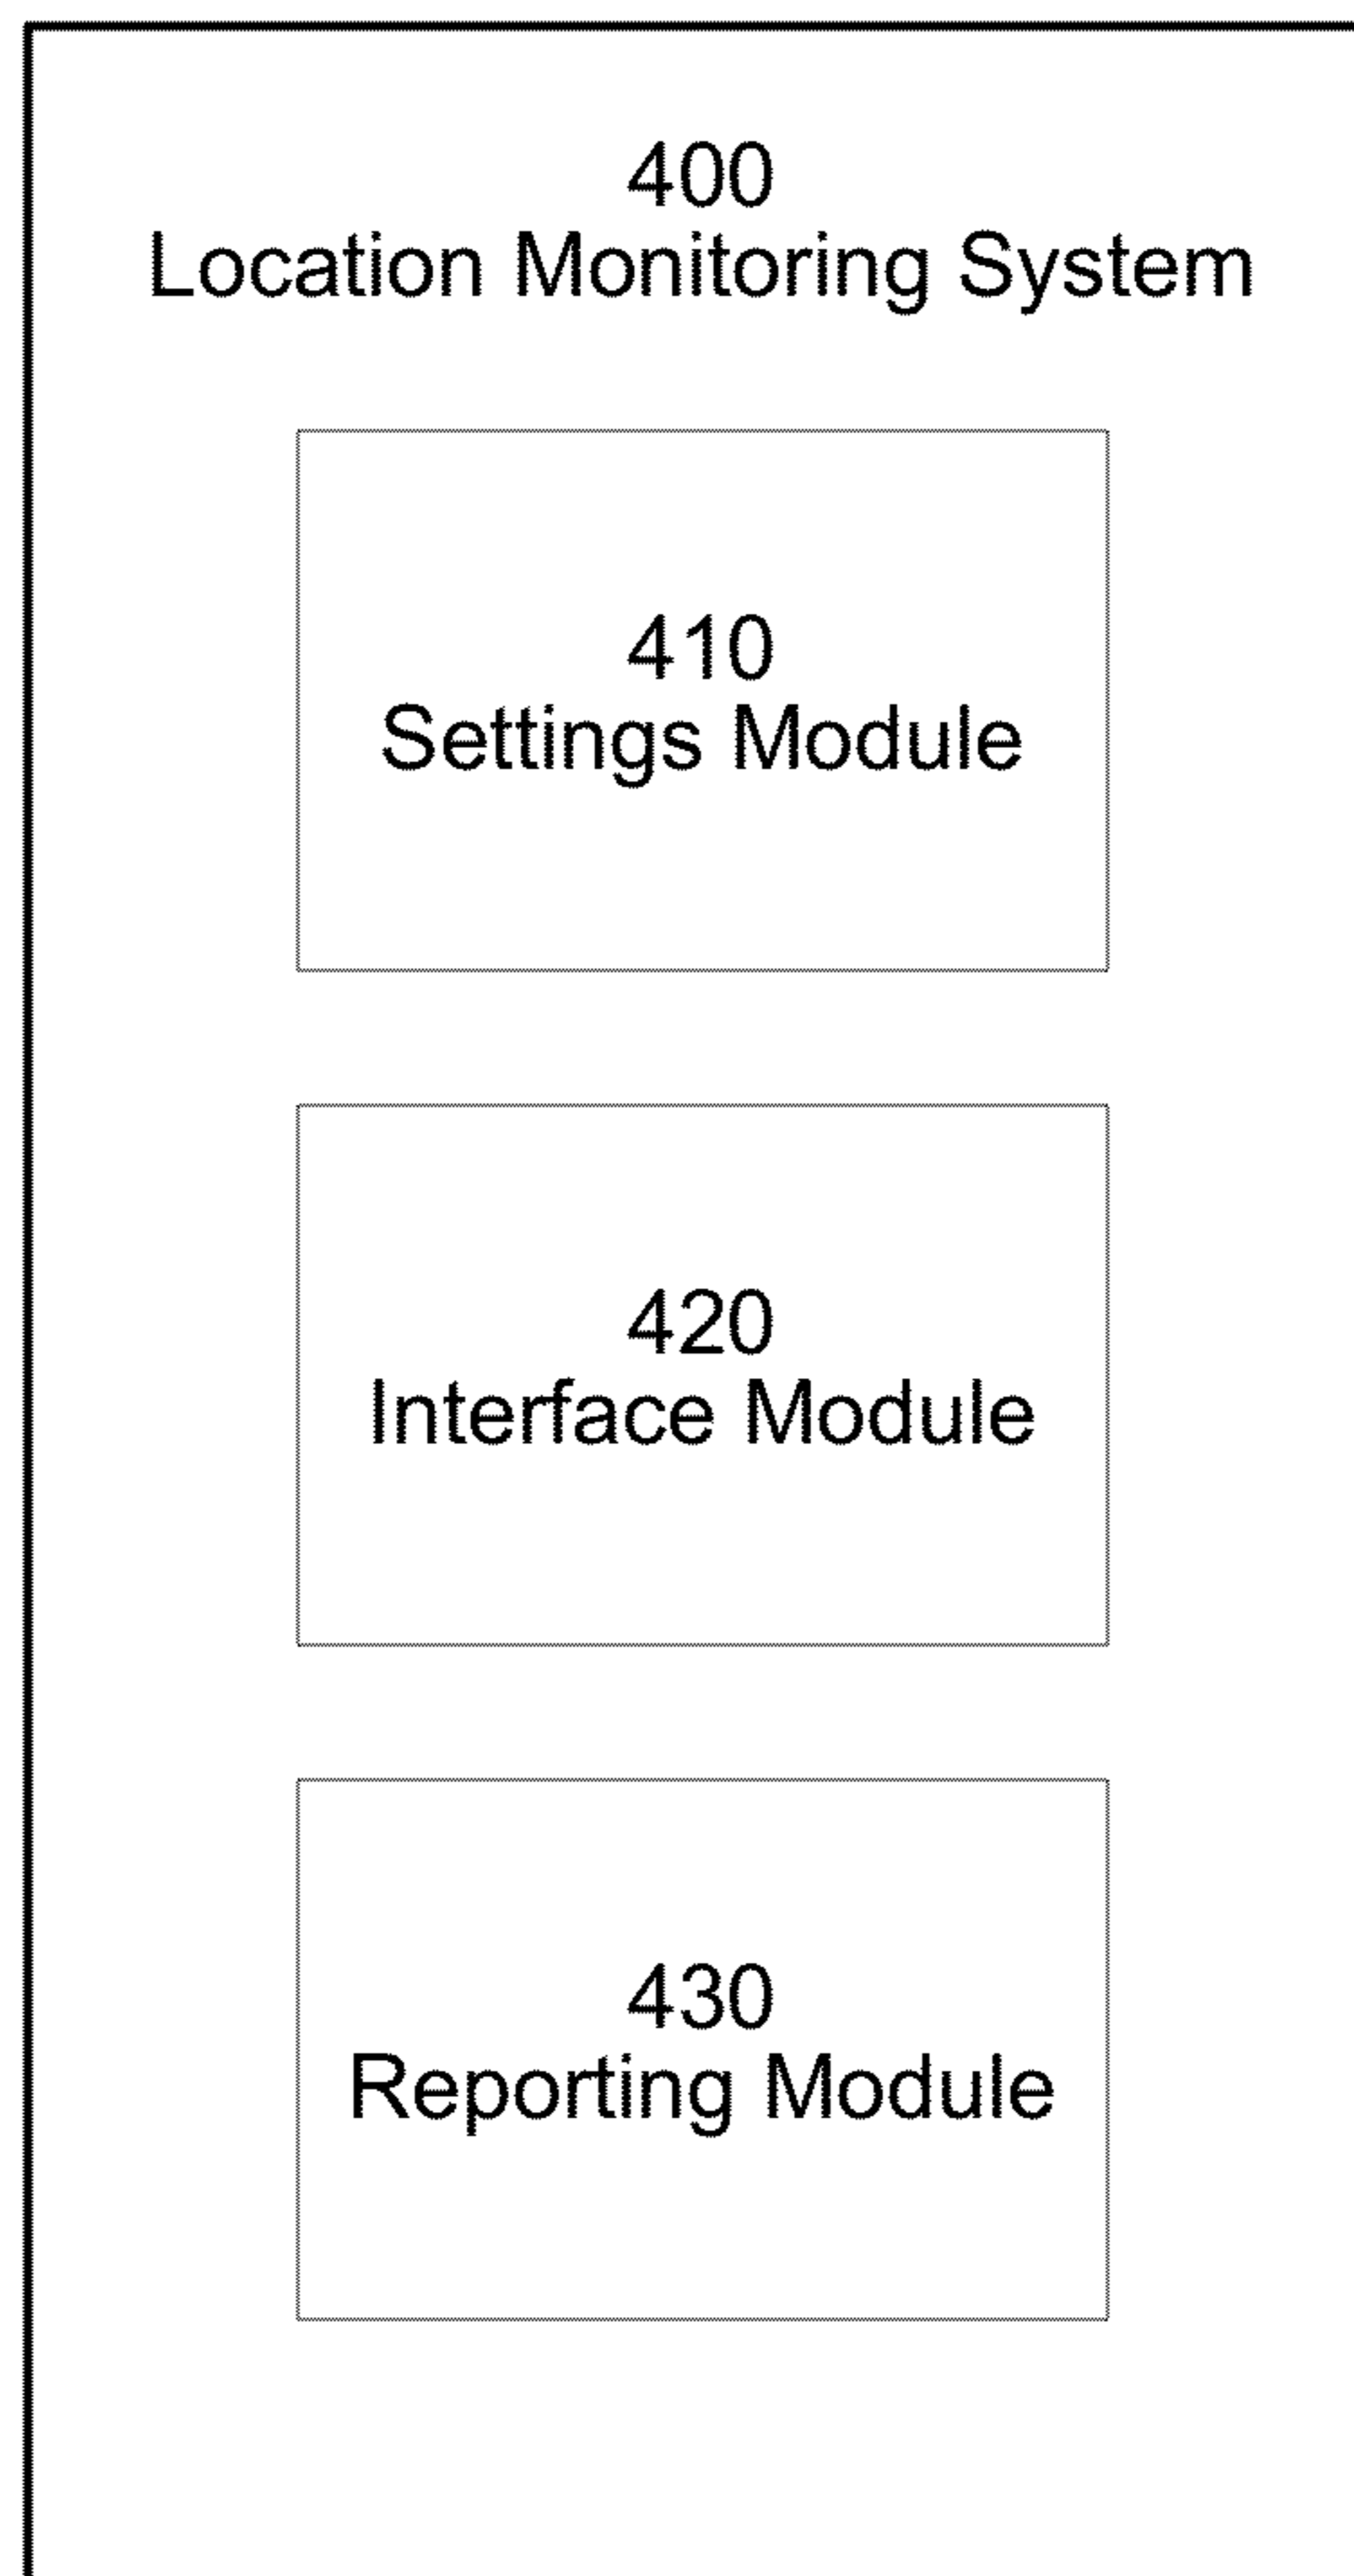 400
Location Monitoring System
410
Settings Module
420
Interface Module
430
Reporting Module